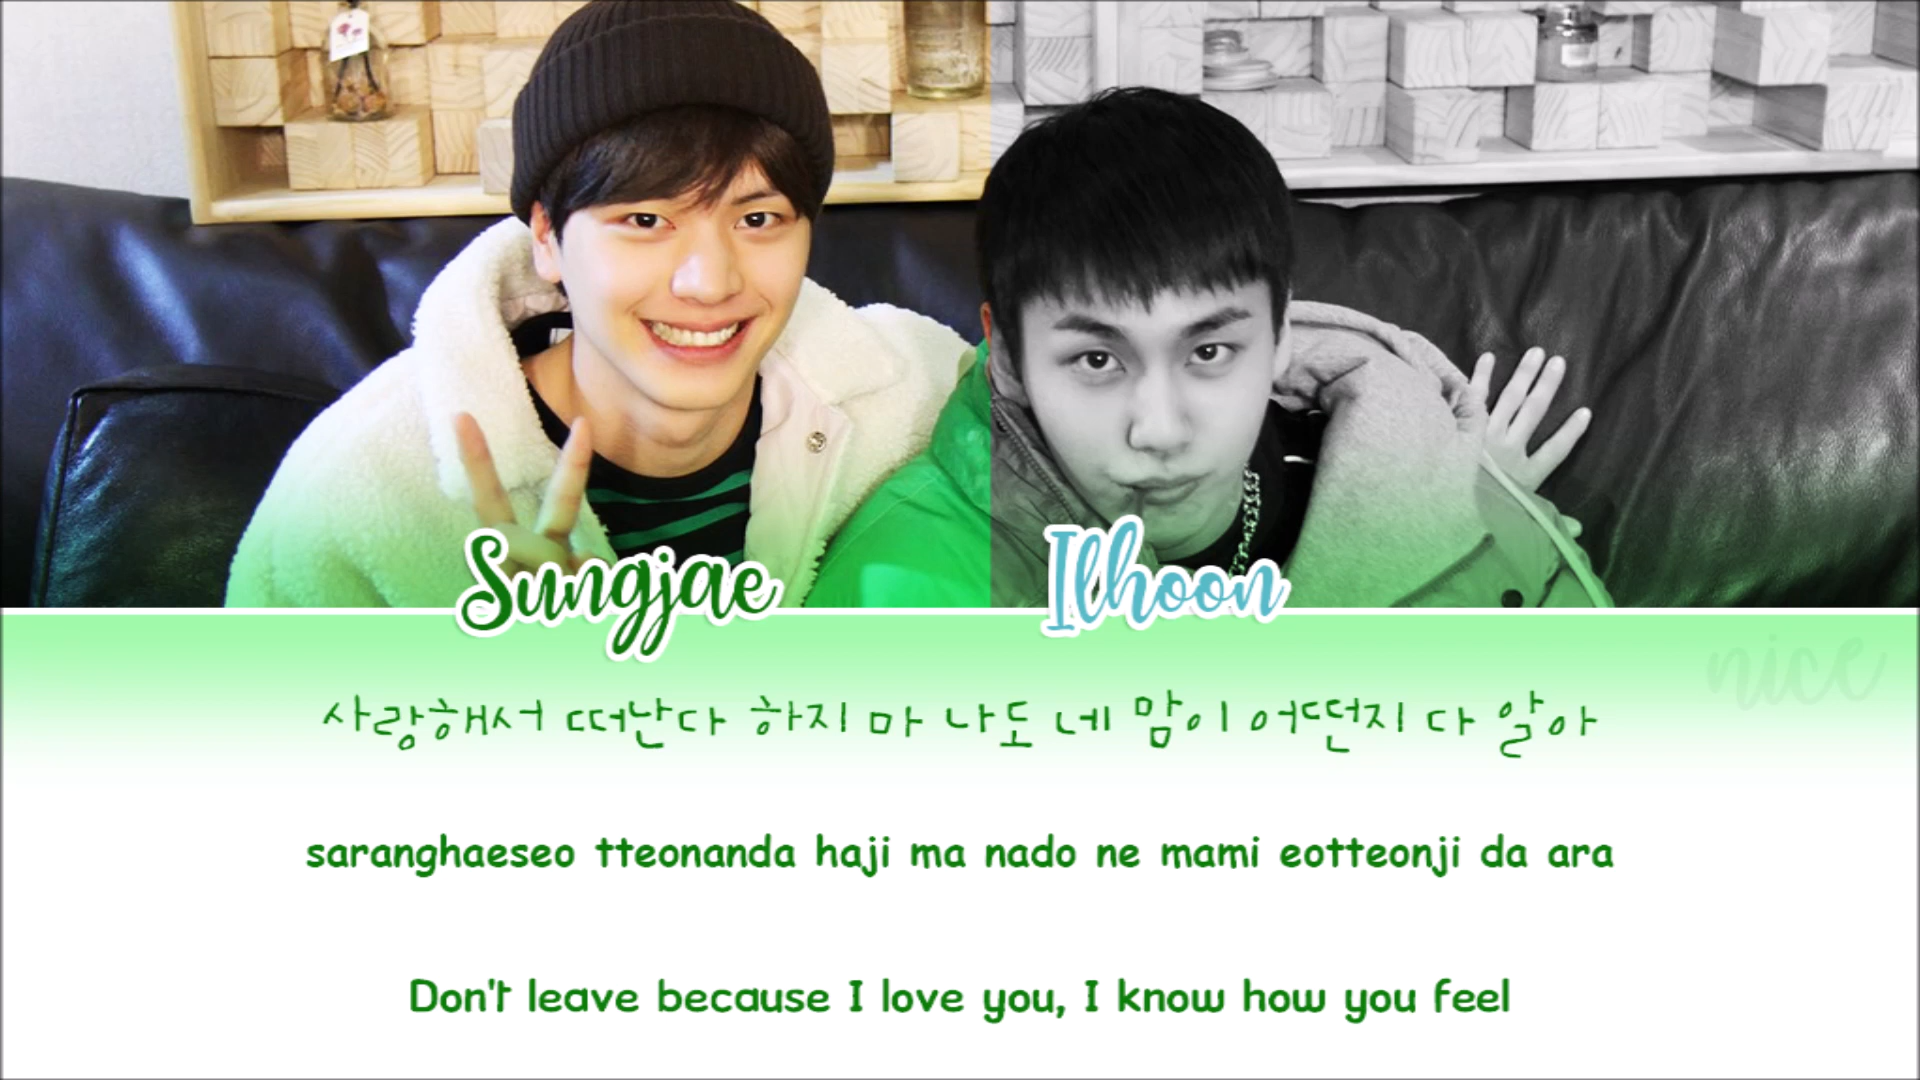 Sungjae
Ilhoon
nice
사랑해서 떠난다 하지 마 나도 네 맘이 어떤지 다 알아
saranghaeseo tteonanda haji ma nado ne mami eotteonji da ara
Don't leave because I love you, I know how you feel